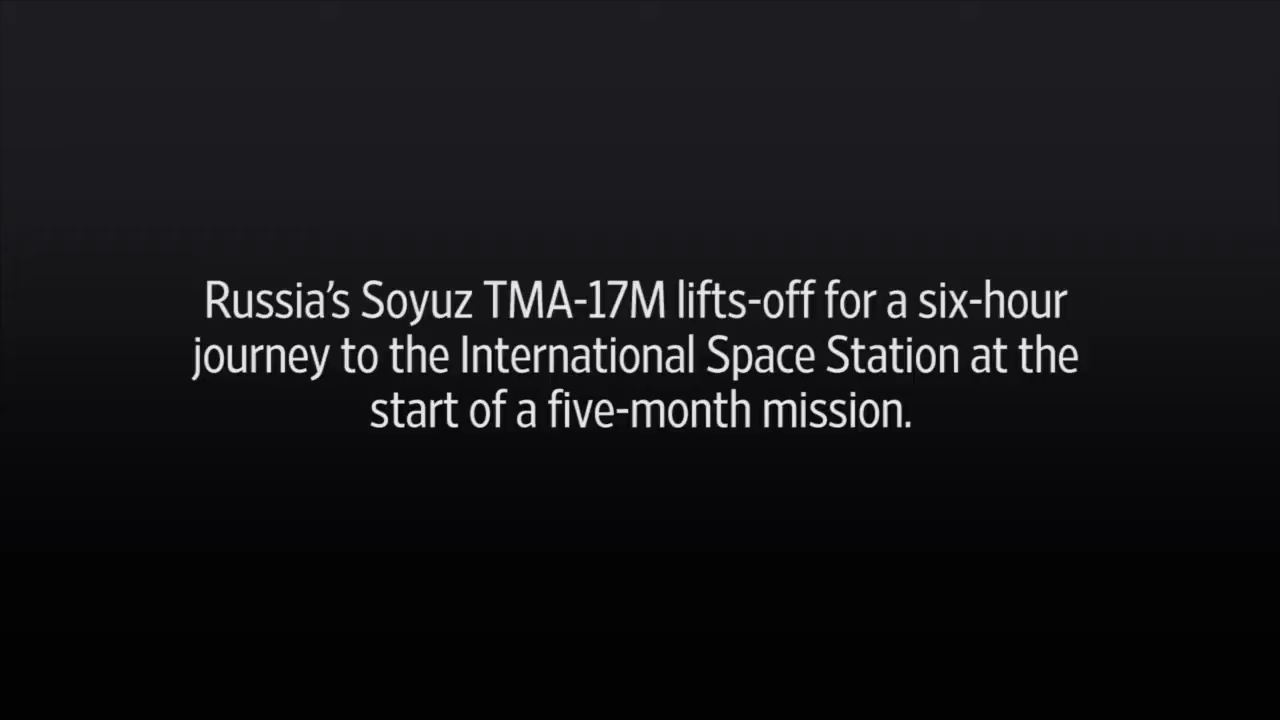 Russia’s Soyuz TMA-17M lifts-off for a six-hour
journey to the International Space Station at the
start of a five-month mission.